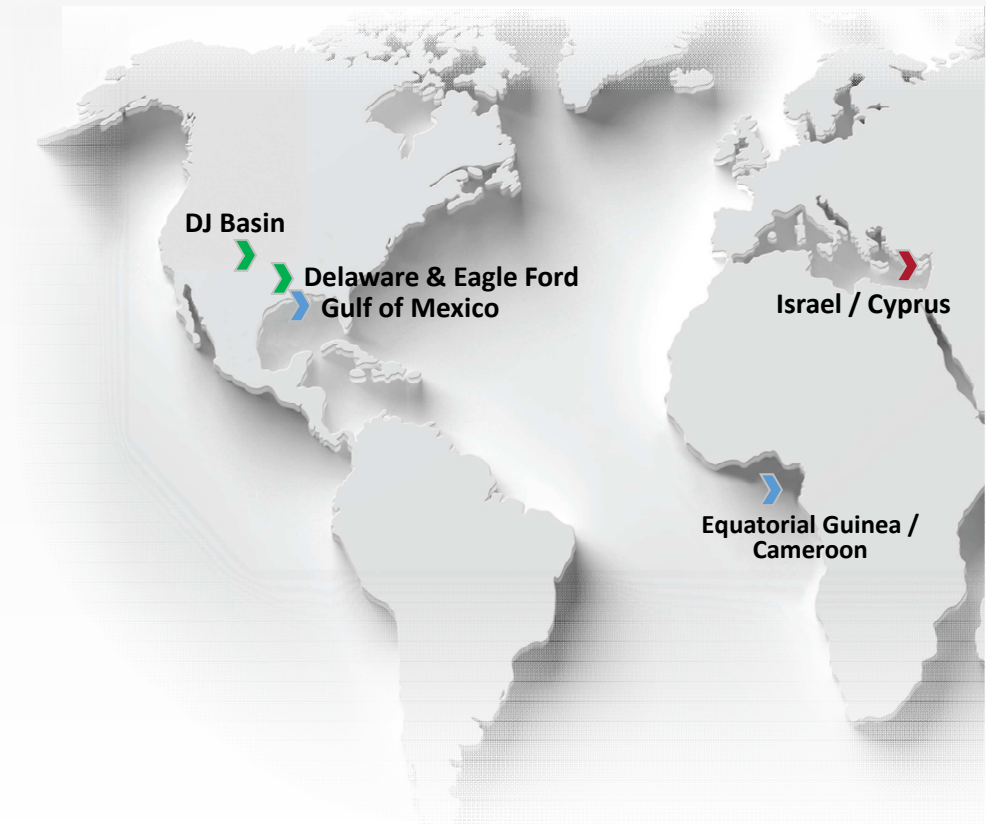 DJ Basin
Delaware & Eagle Ford
Gulf of Mexico
Israel / Cyprus
Equatorial Guinea /
Cameroon